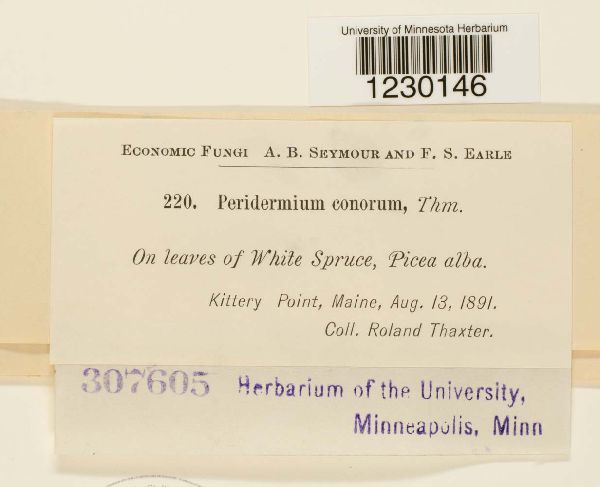 University of Minnesota Herbarium
1230146
Economic Fungi A. B. Seymour and F. S. Earle
220. Peridermium conorum, Thm.
On leaves of White Spruce, Picea alba.
Kittery Point, Maine, Aug. 13, 1891.
Coll. Roland Thaxter.
307605 Herbarium of the University,
Minneapolis, Minn